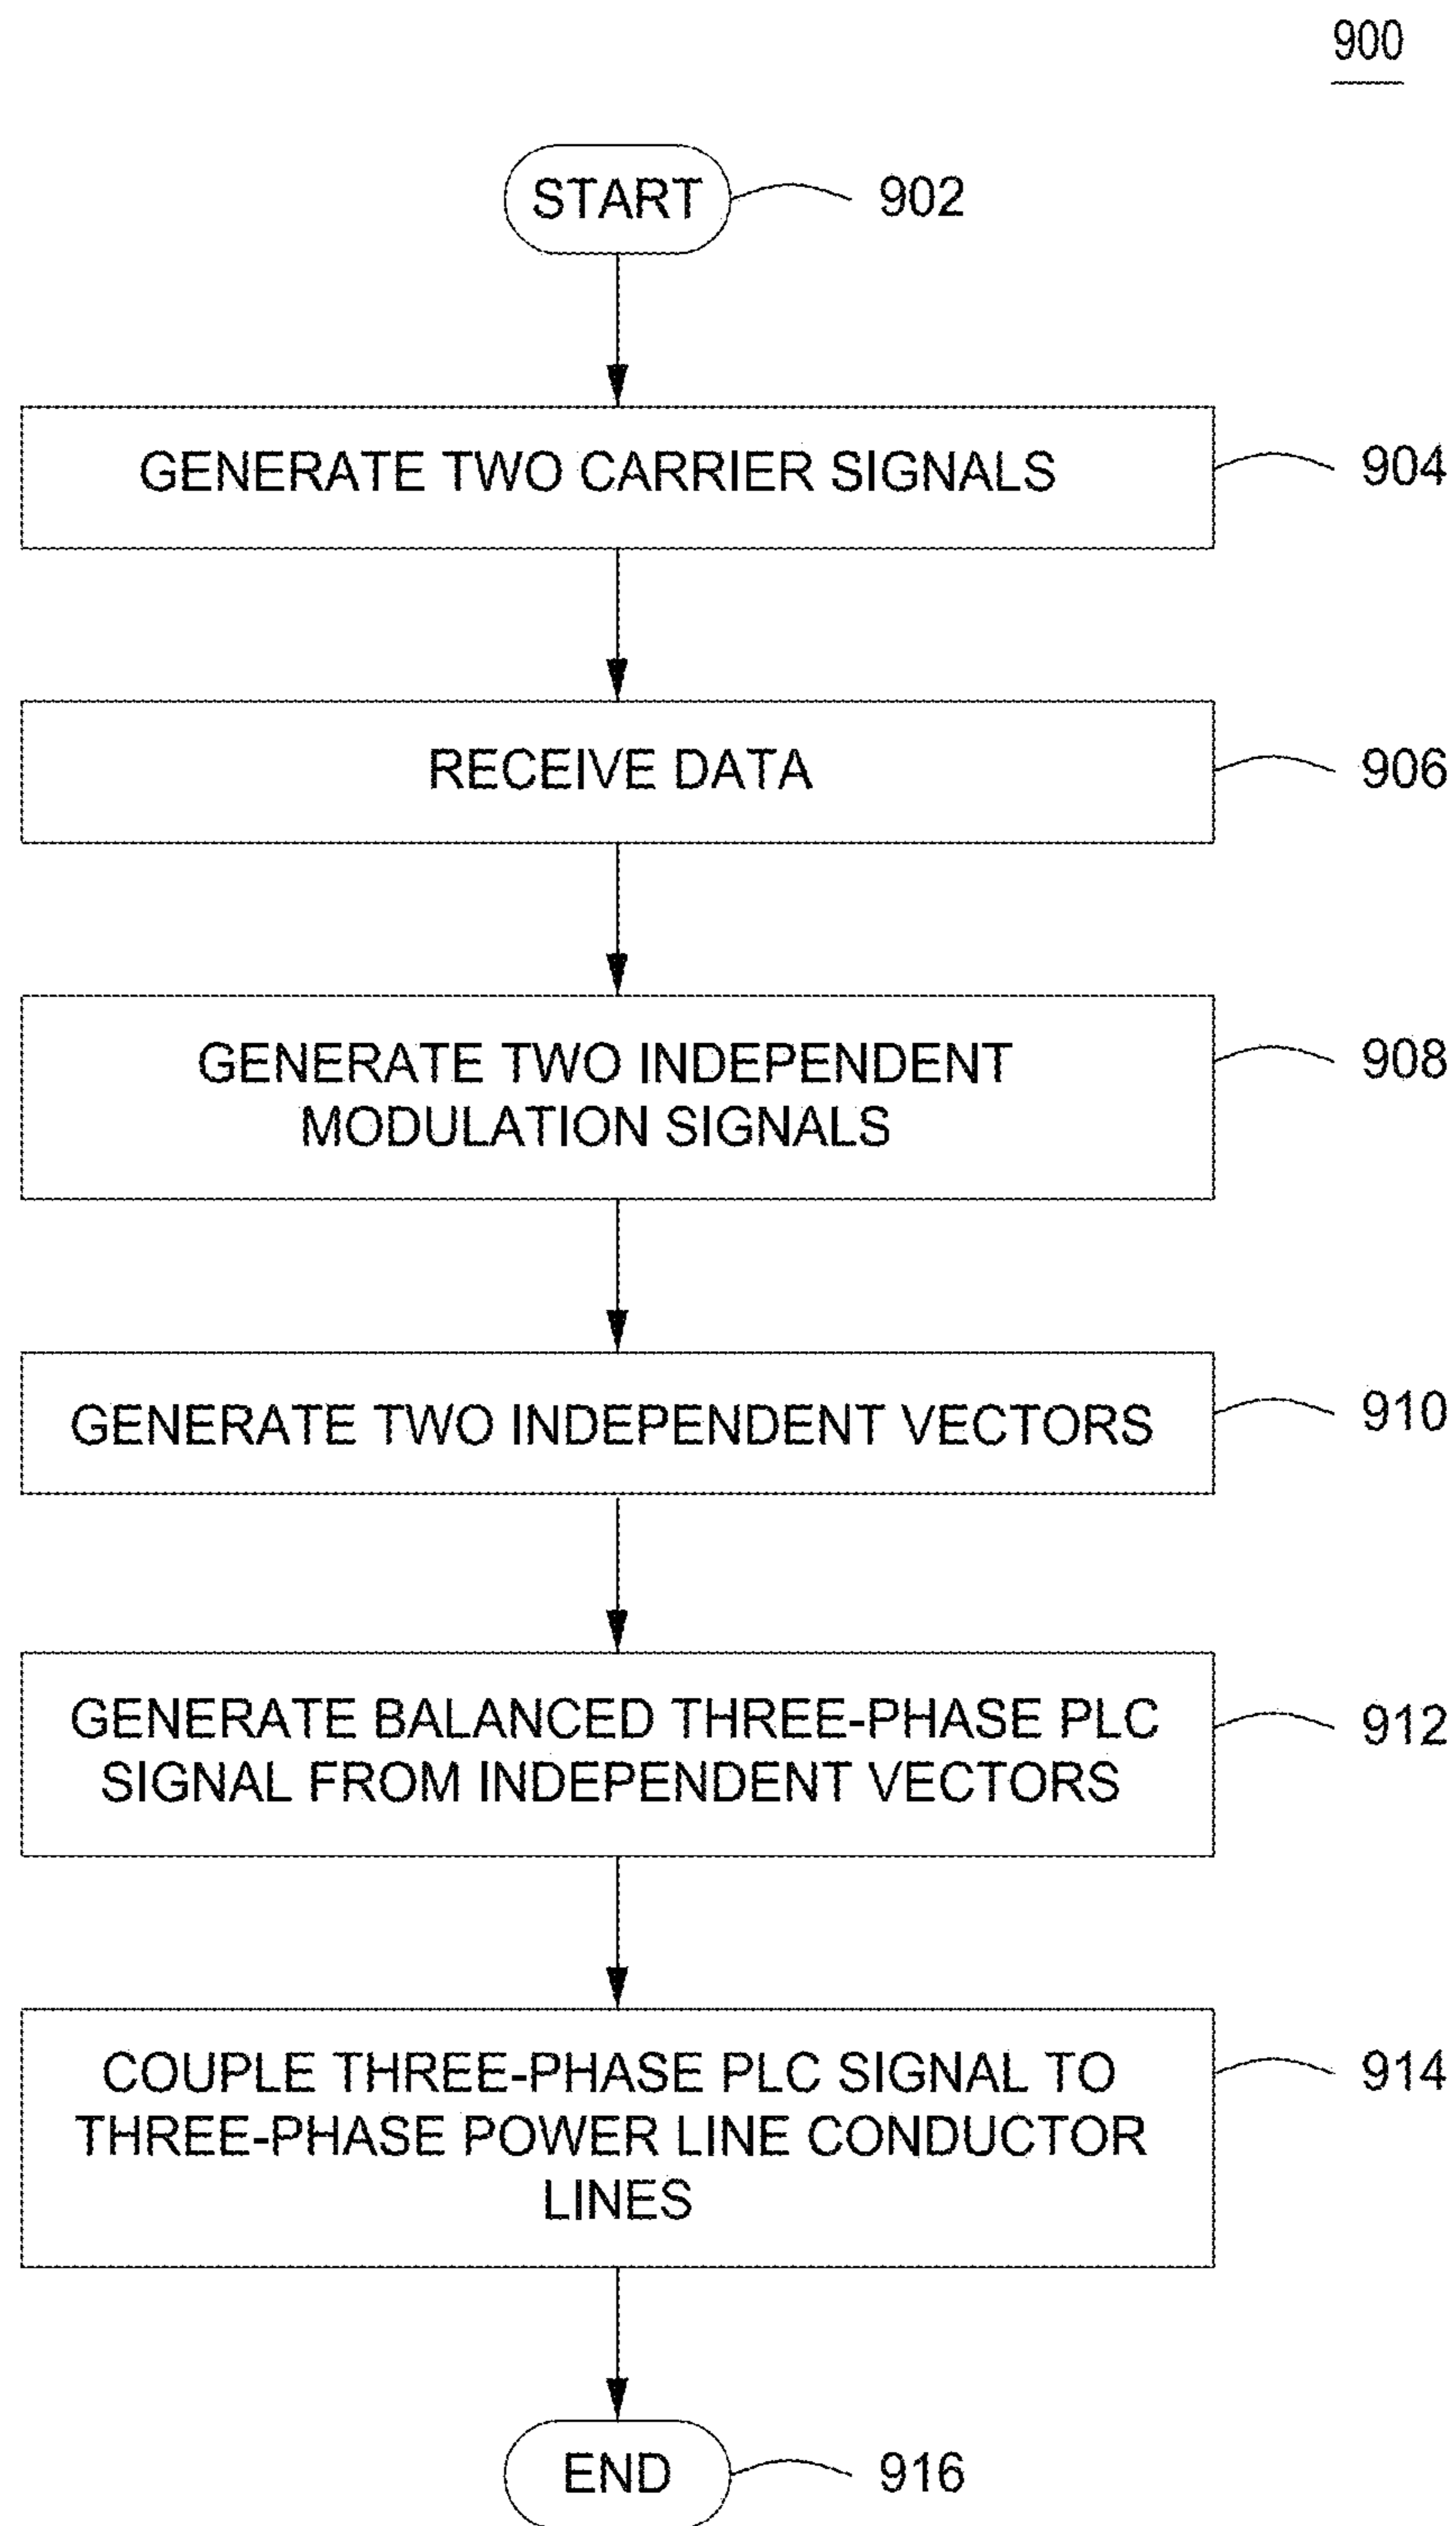 900
START
902
GENERATE TWO CARRIER SIGNALS
904
RECEIVE DATA
906
GENERATE TWO INDEPENDENT
MODULATION SIGNALS
908
GENERATE TWO INDEPENDENT VECTORS
910
GENERATE BALANCED THREE-PHASE PLC
SIGNAL FROM INDEPENDENT VECTORS
912
COUPLE THREE-PHASE PLC SIGNAL TO
THREE-PHASE POWER LINE CONDUCTOR
LINES
914
END
916